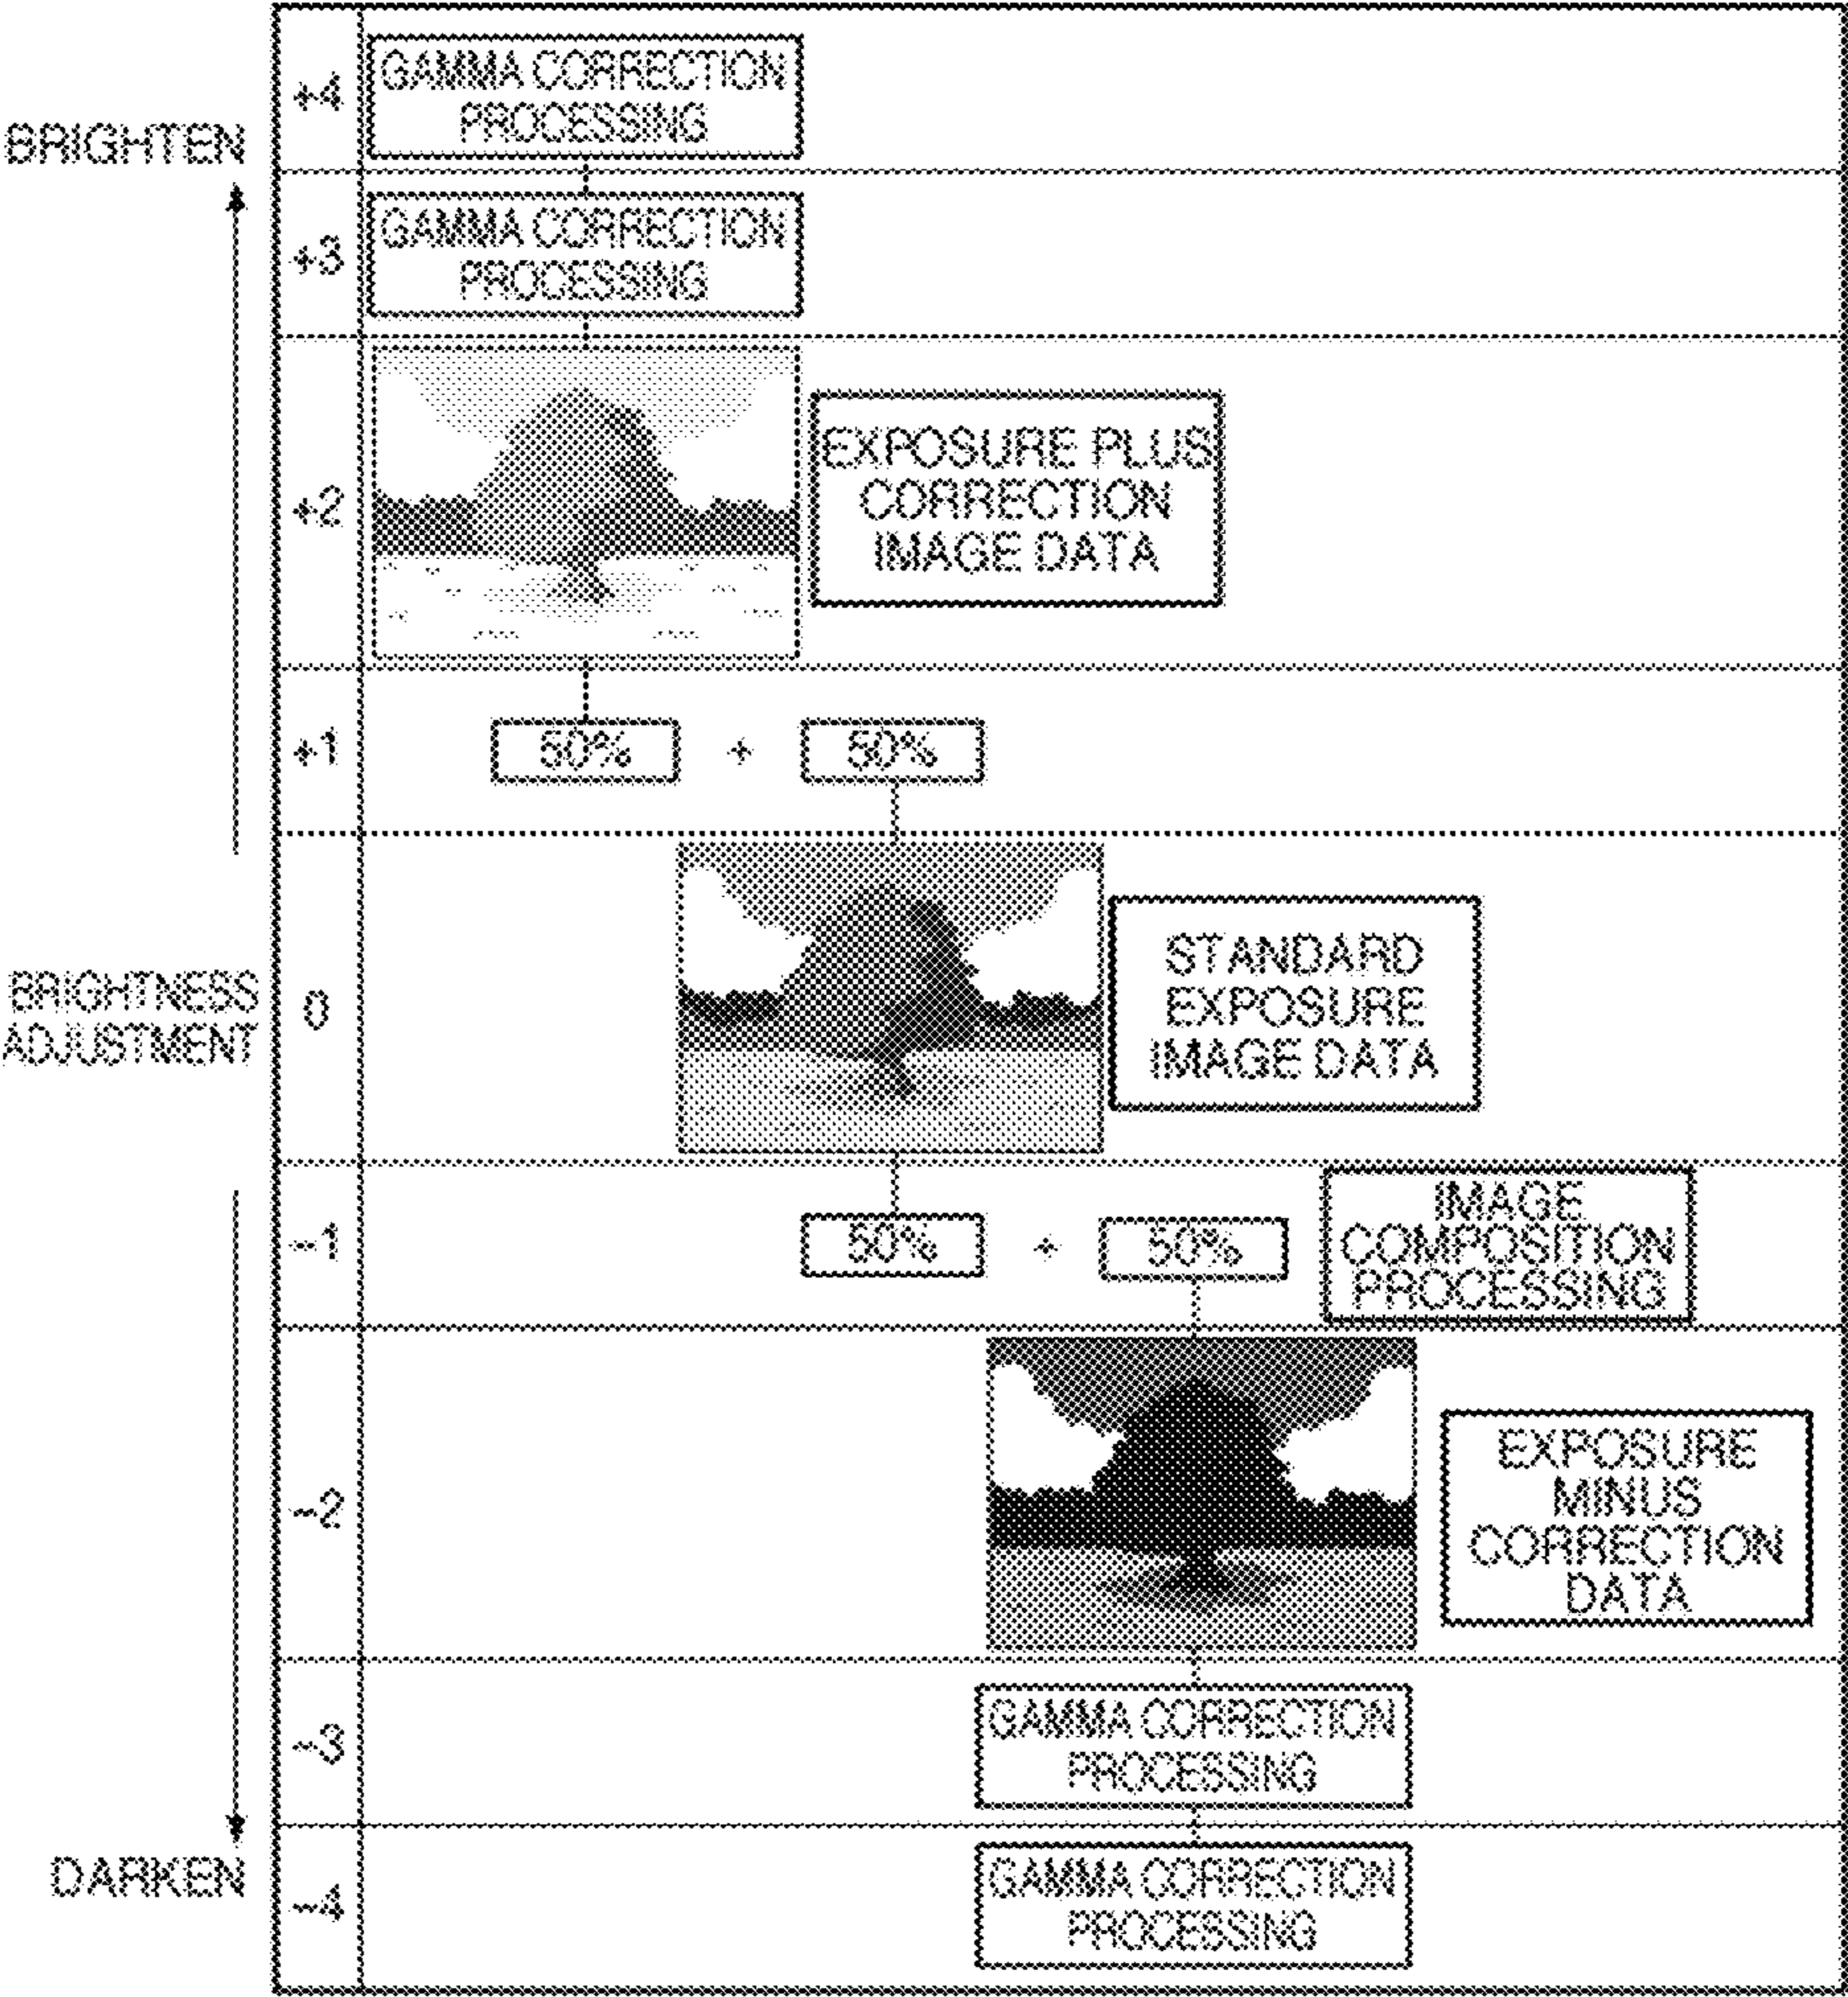 +4
GAMMA CORRECTION
PROCESSING
BRIGHTEN
+3
GAMMA CORRECTION
PROCESSING
+2
EXPOSURE PLUS
CORRECTION
IMAGE DATA
+1
50% + 50%
BRIGHTNESS
ADJUSTMENT
0
STANDARD
EXPOSURE
IMAGE DATA
−1
50% + 50%
IMAGE
COMPOSITION
PROCESSING
−2
EXPOSURE
MINUS
CORRECTION
DATA
−3
GAMMA CORRECTION
PROCESSING
DARKEN
−4
GAMMA CORRECTION
PROCESSING